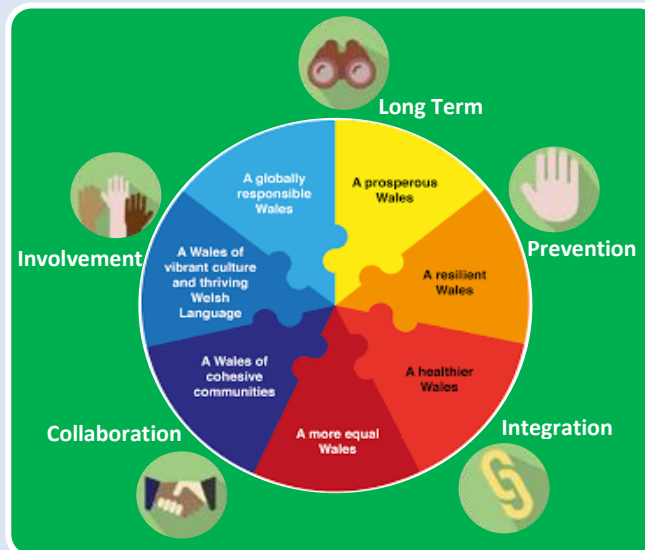 Long Term
Prevention
Integration
Collaboration
Involvement
A prosperous
Wales
A resilient
Wales
A healthier
Wales
A more equal
Wales
A Wales of
cohesive
communities
A Wales of
vibrant culture
and thriving
Welsh
Language
A globally
responsible
Wales